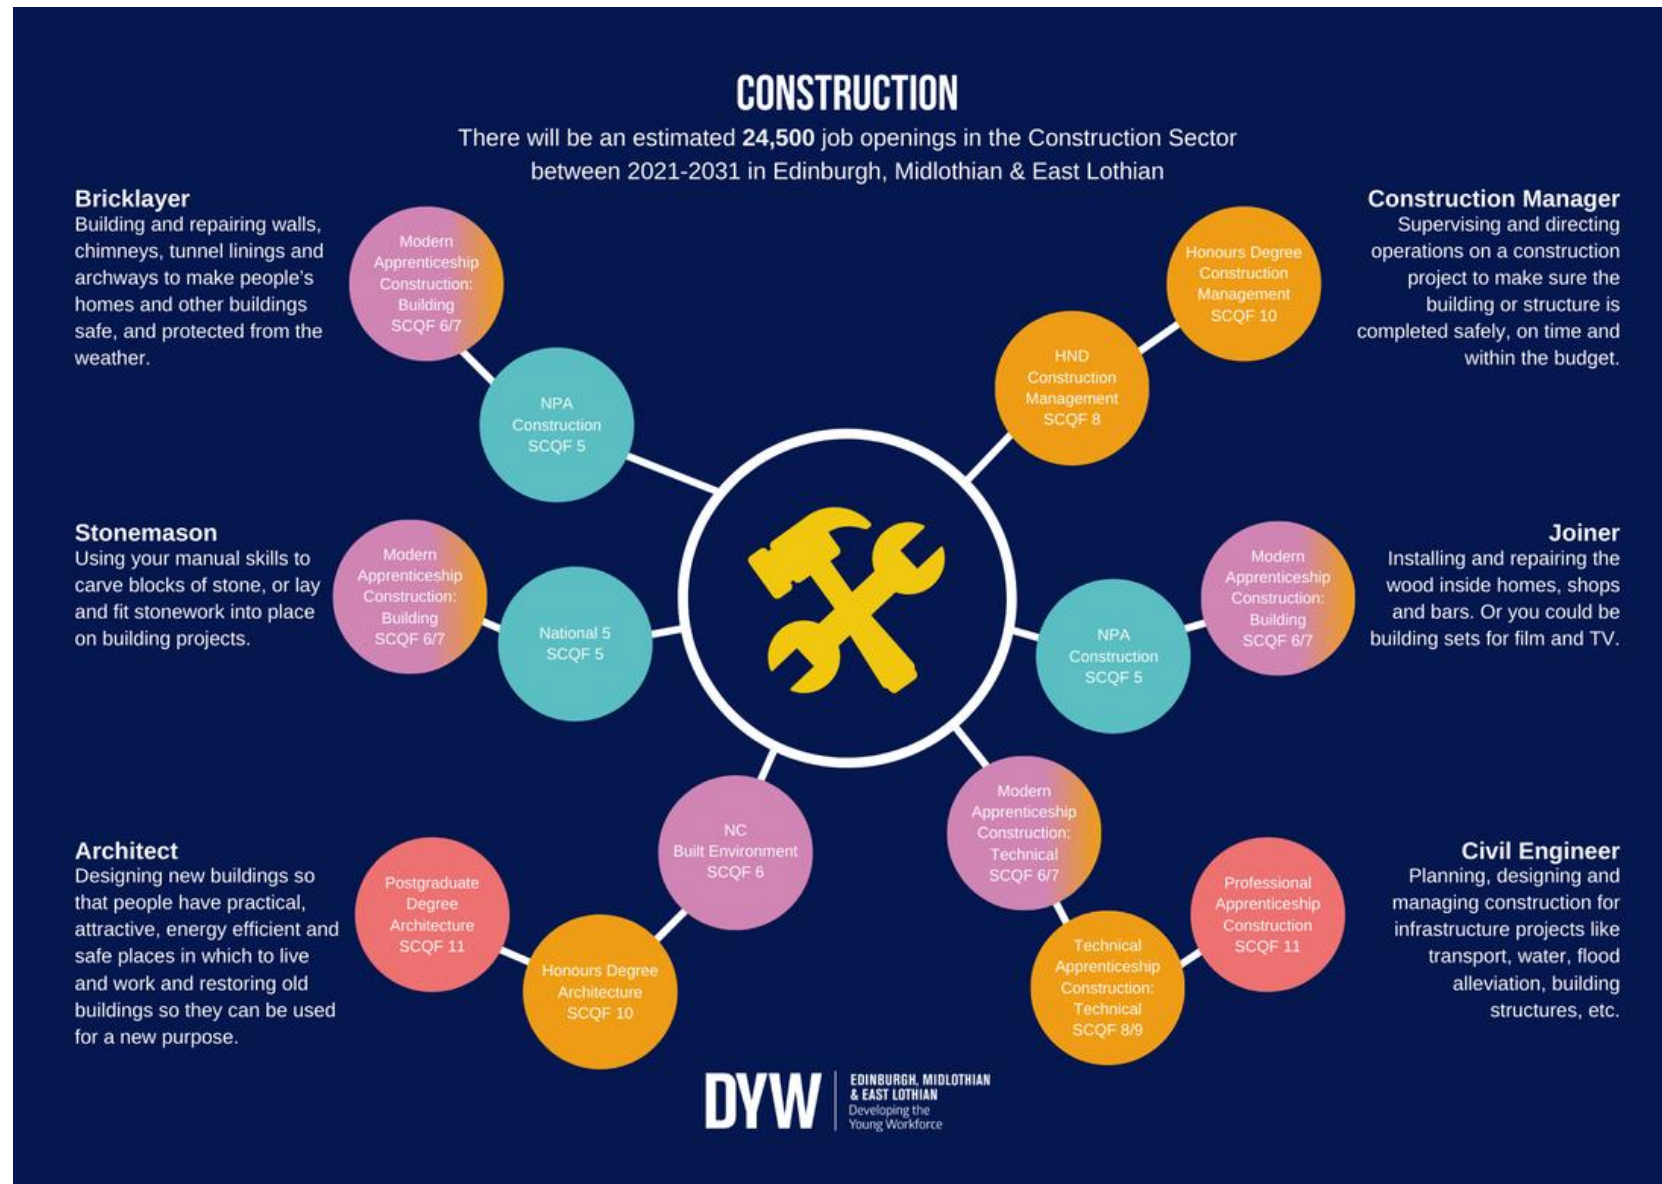 CONSTRUCTION
There will be an estimated 24,500 job openings in the Construction Sector
between 2021-2031 in Edinburgh, Midlothian & East Lothian
Bricklayer
Building and repairing walls,
chimneys, tunnel linings and
archways to make people's
homes and other buildings
safe, and protected from the
weather.
Modern
Apprenticeship
Construction:
Building
SCQF 6/7
NPA
Construction
SCQF 5
HND
Construction
Management
SCQF 8
Honours Degree
Construction
Management
SCQF 10
Construction Manager
Supervising and directing
operations on a construction
project to make sure the
building or structure is
completed safely, on time and
within the budget.
Stonemason
Using your manual skills to
carve blocks of stone, or lay
and fit stonework into place
on building projects.
Modern
Apprenticeship
Construction:
Building
SCQF 6/7
National 5
SCQF 5
NPA
Construction
SCQF 5
Modern
Apprenticeship
Construction:
Building
SCQF 6/7
Joiner
Installing and repairing the
wood inside homes, shops
and bars. Or you could be
building sets for film and TV.
Architect
Designing new buildings so
that people have practical,
attractive, energy efficient and
safe places in which to live
and work and restoring old
buildings so they can be used
for a new purpose.
Postgraduate
Degree
Architecture
SCQF 11
Honours Degree
Architecture
SCQF 10
NC
Built Environment
SCQF 6
Modern
Apprenticeship
Construction:
Technical
SCQF 6/7
Technical
Apprenticeship
Construction:
Technical
SCQF 8/9
Professional
Apprenticeship
Construction
SCQF 11
Civil Engineer
Planning, designing and
managing construction for
infrastructure projects like
transport, water, flood
alleviation, building
structures, etc.
DYW
EDINBURGH, MIDLOTHIAN
& EAST LOTHIAN
Developing the
Young Workforce